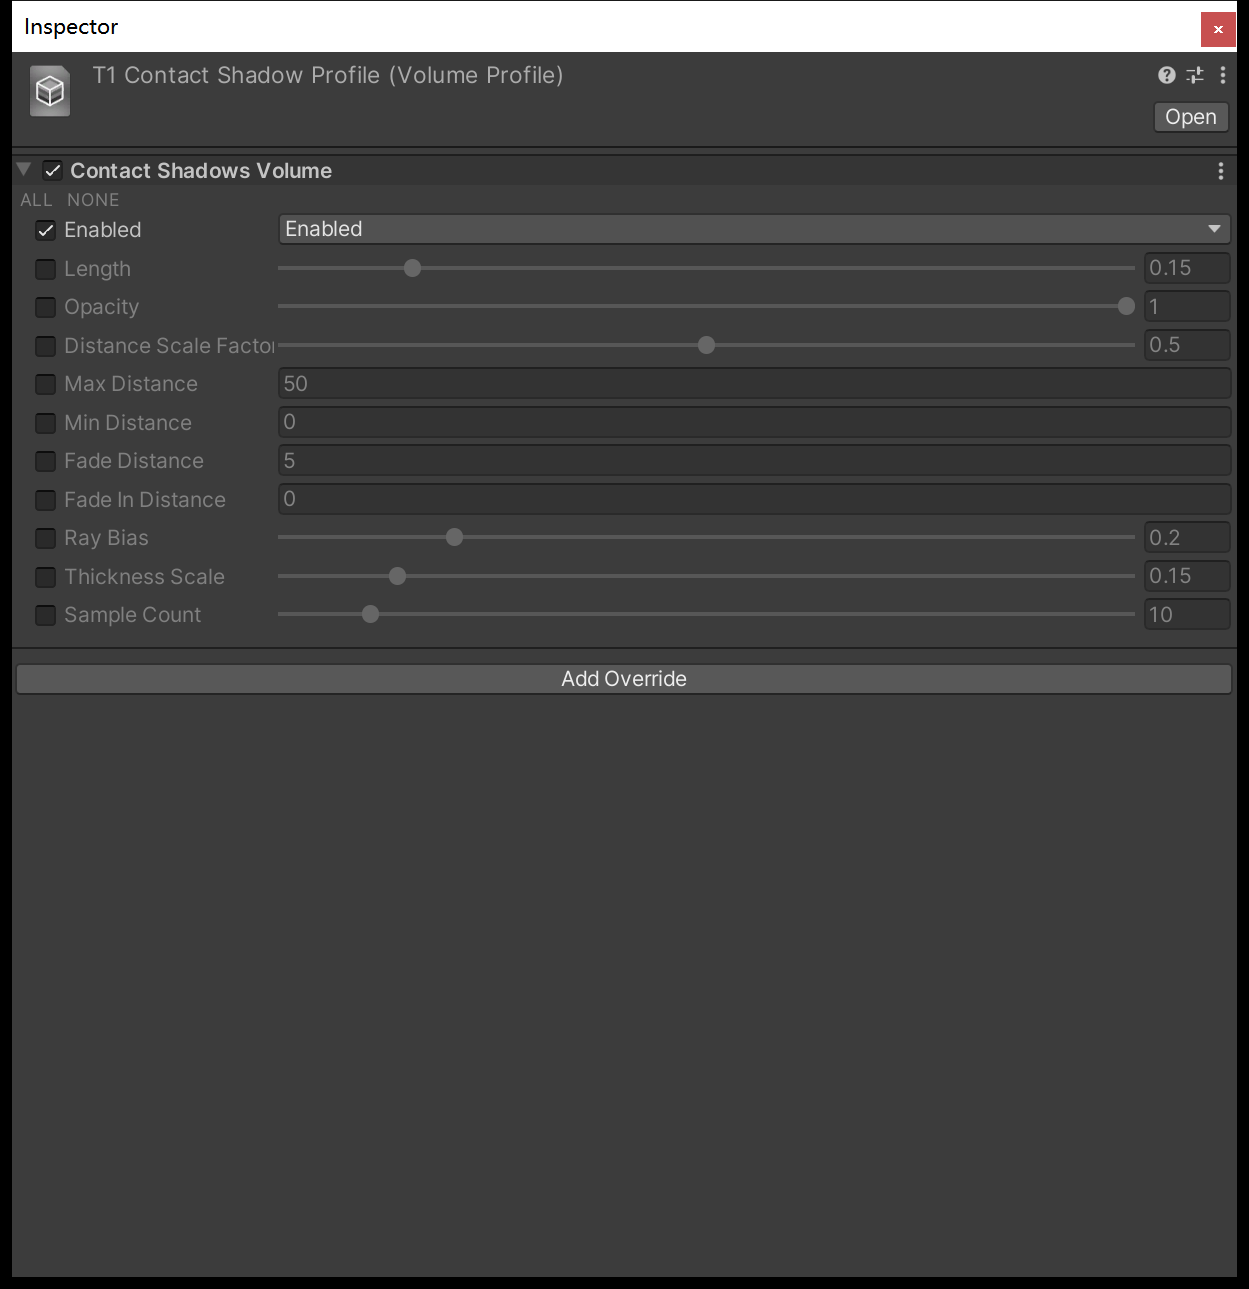 Inspector
T1 Contact Shadow Profile (Volume Profile)
Open
Contact Shadows Volume
ALL NONE
Enabled Enabled
Length 0.15
Opacity 1
Distance Scale Factor 0.5
Max Distance 50
Min Distance 0
Fade Distance 5
Fade In Distance 0
Ray Bias 0.2
Thickness Scale 0.15
Sample Count 10
Add Override